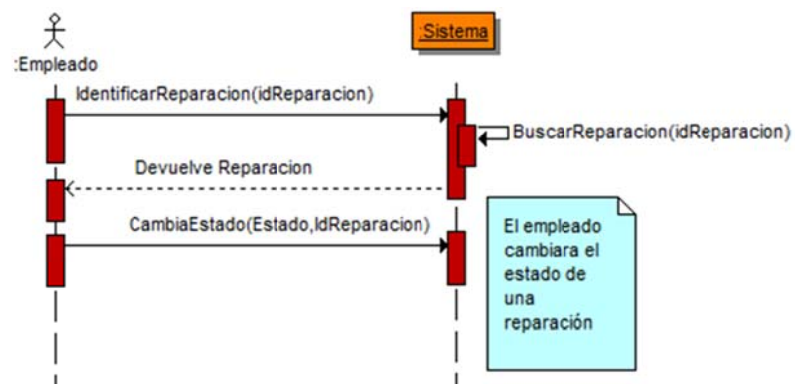 :Sistema
:Empleado
IdentificarReparacion(idReparacion)
BuscarReparacion(idReparacion)
Devuelve Reparacion
CambiaEstado(Estado,IdReparacion)
El empleado
cambiara el
estado de
una
reparación